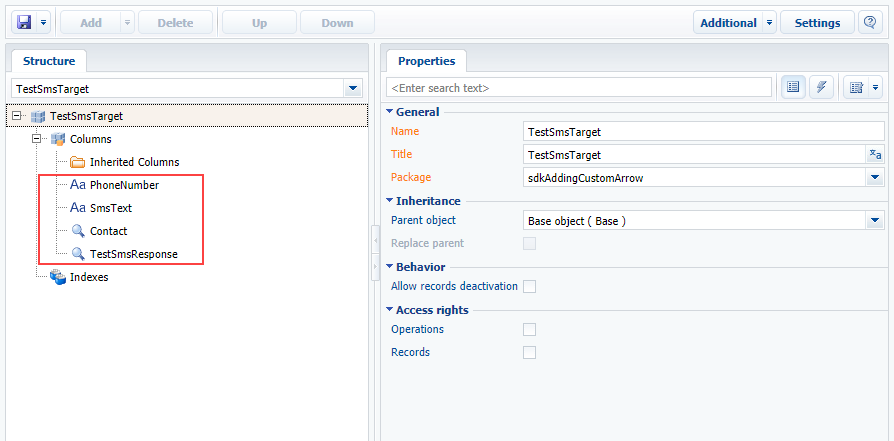 Add Delete Up Down Additional Settings
Structure
TestSmsTarget
TestSmsTarget
Columns
Inherited Columns
Aa PhoneNumber
Aa SmsText
Contact
TestSmsResponse
Indexes
Properties
<Enter search text>
General
Name TestSmsTarget
Title TestSmsTarget
Package sdkAddingCustomArrow
Inheritance
Parent object Base object ( Base )
Replace parent
Behavior
Allow records deactivation
Access rights
Operations
Records